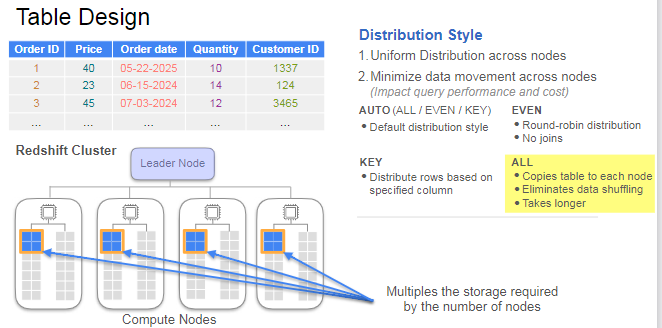 Table Design
Order ID Price Order date Quantity Customer ID
1 40 05-22-2025 10 1337
2 23 06-15-2024 14 124
3 45 07-03-2024 12 3465
... ... ... ... ...
Redshift Cluster
Leader Node
Compute Nodes
Distribution Style
1. Uniform Distribution across nodes
2. Minimize data movement across nodes
(Impact query performance and cost)
AUTO (ALL / EVEN / KEY)
• Default distribution style
EVEN
• Round-robin distribution
• No joins
KEY
• Distribute rows based on
specified column
ALL
• Copies table to each node
• Eliminates data shuffling
• Takes longer
Multiples the storage required
by the number of nodes